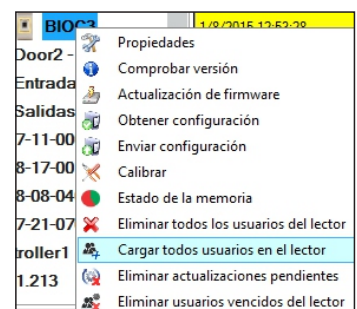 BIOC3 1/8/2015 12:53:28
Propiedades
Door2 -
Comprobar versión
Entrada
Actualización de firmware
Salidas
Obtener configuración
7-11-00
Enviar configuración
8-17-00
Calibrar
8-08-04
Estado de la memoria
7-21-07
Eliminar todos los usuarios del lector
troller1
Cargar todos usuarios en el lector
1.213
Eliminar actualizaciones pendientes
Eliminar usuarios vencidos del lector